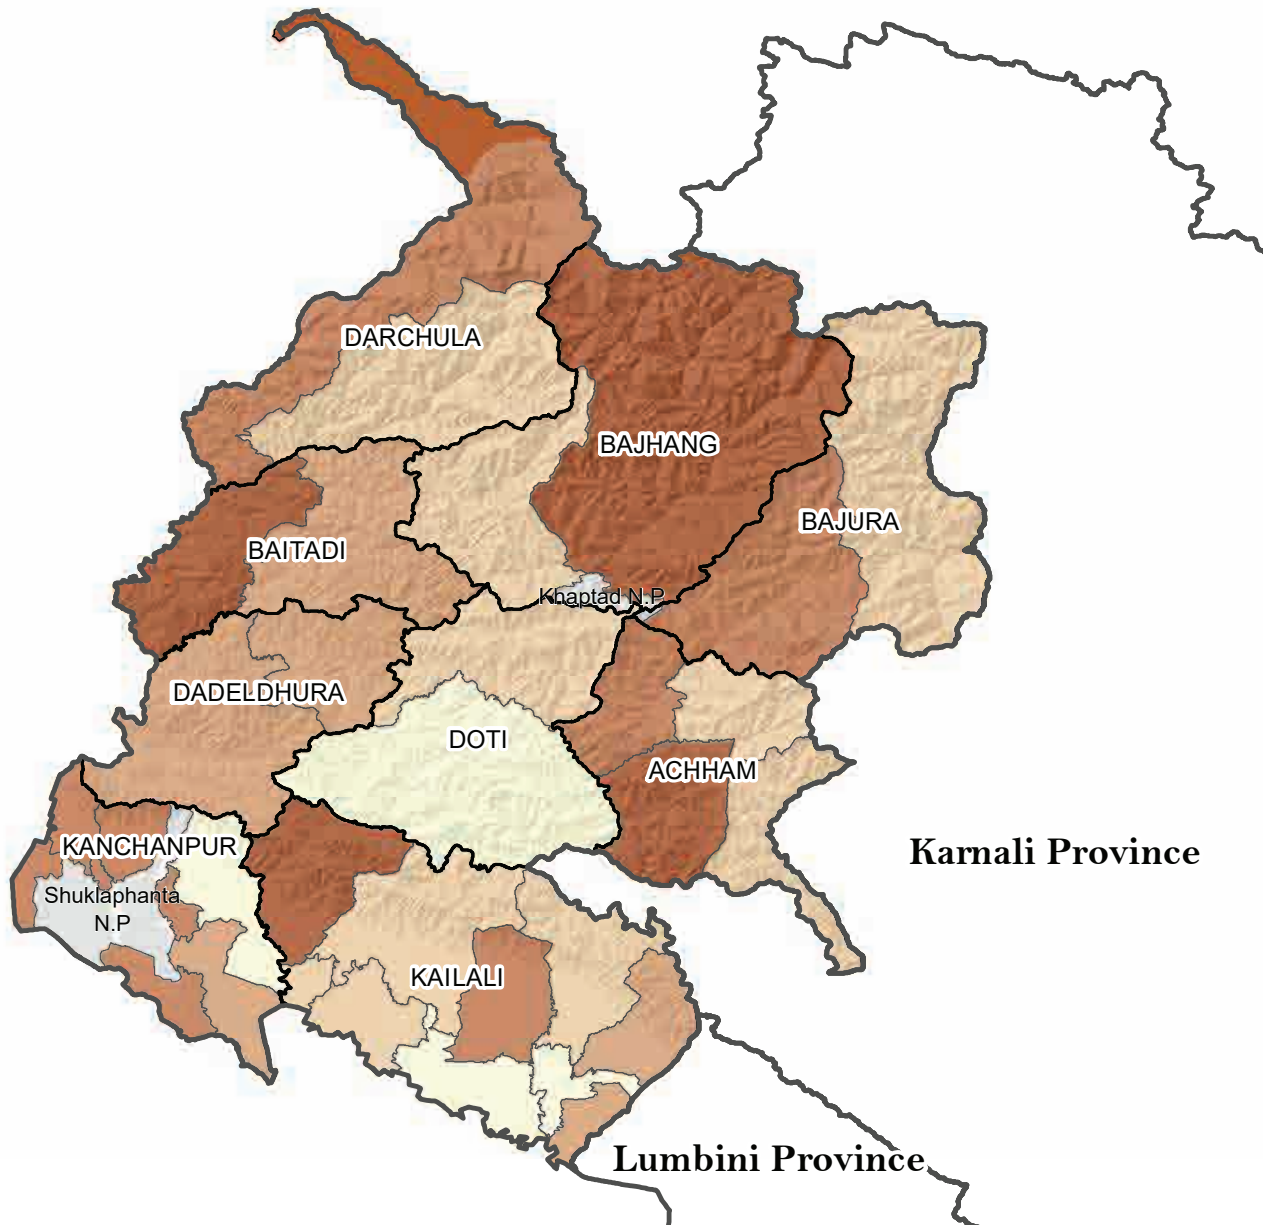 DARCHULA
BAJHANG
BAJURA
BAITADI
Khaptad N.P
DADELDHURA
DOTI
ACHHAM
KANCHANPUR
Karnali Province
Shuklaphanta
N.P
KAILALI
Lumbini Province